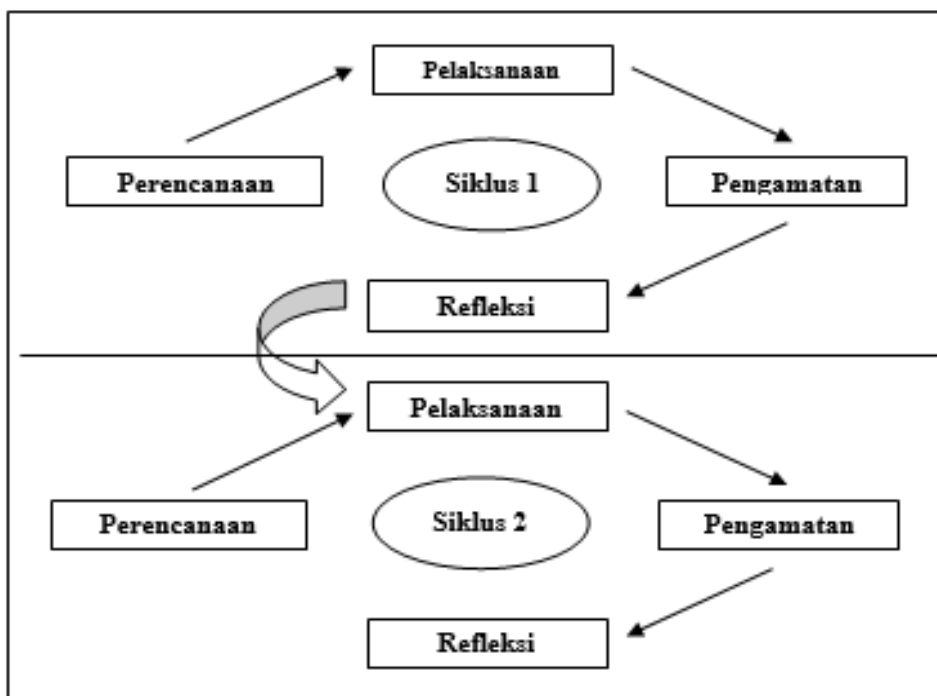 Pelaksanaan
Perencanaan
Siklus 1
Pengamatan
Refleksi
Pelaksanaan
Perencanaan
Siklus 2
Pengamatan
Refleksi